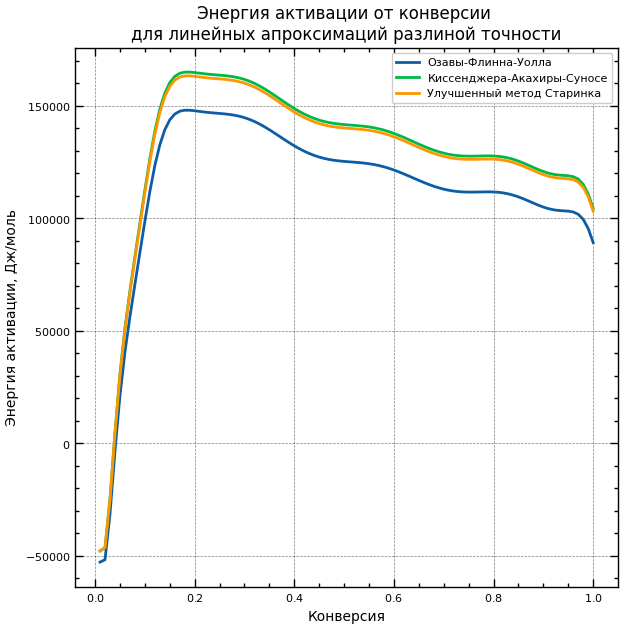 Энергия активации от конверсии
для линейных апроксимаций разлиной точности
Озавы-Флинна-Уолла
Киссенджера-Акахиры-Суносе
Улучшенный метод Старинка
Энергия активации, Дж/моль
150000
100000
50000
0
−50000
0.0
0.2
0.4
0.6
0.8
1.0
Конверсия